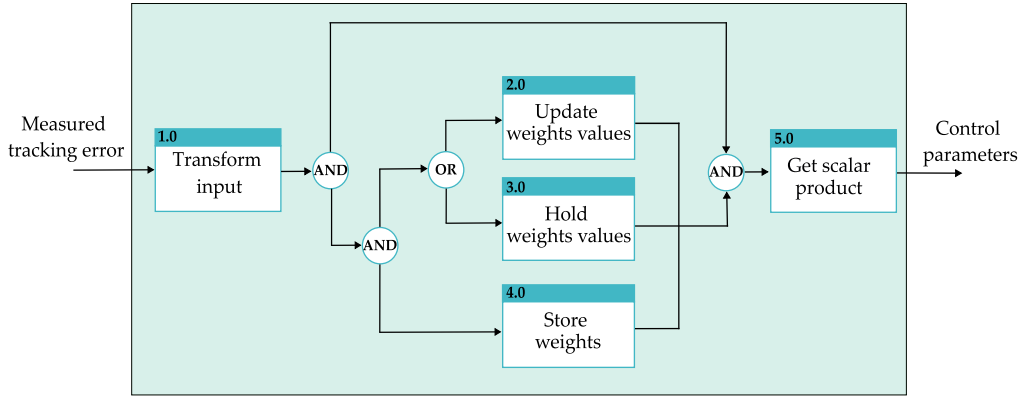 Measured
tracking error
1.0
Transform
input
AND
AND
OR
2.0
Update
weights values
3.0
Hold
weights values
4.0
Store
weights
AND
5.0
Get scalar
product
Control
parameters